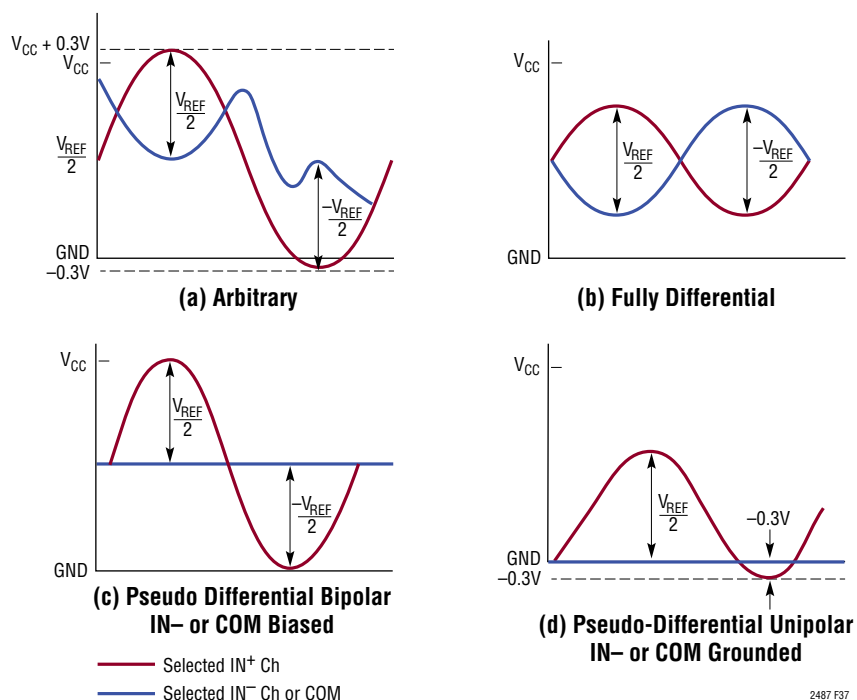 V_CC + 0.3V
V_CC
V_REF
2
V_REF
2
–V_REF
2
GND
–0.3V
(a) Arbitrary
V_CC
V_REF
2
–V_REF
2
GND
(b) Fully Differential
V_CC
V_REF
2
–V_REF
2
GND
(c) Pseudo Differential Bipolar
IN– or COM Biased
V_CC
V_REF
2
–0.3V
GND
–0.3V
(d) Pseudo-Differential Unipolar
IN– or COM Grounded
Selected IN⁺ Ch
Selected IN⁻ Ch or COM
2487 F37